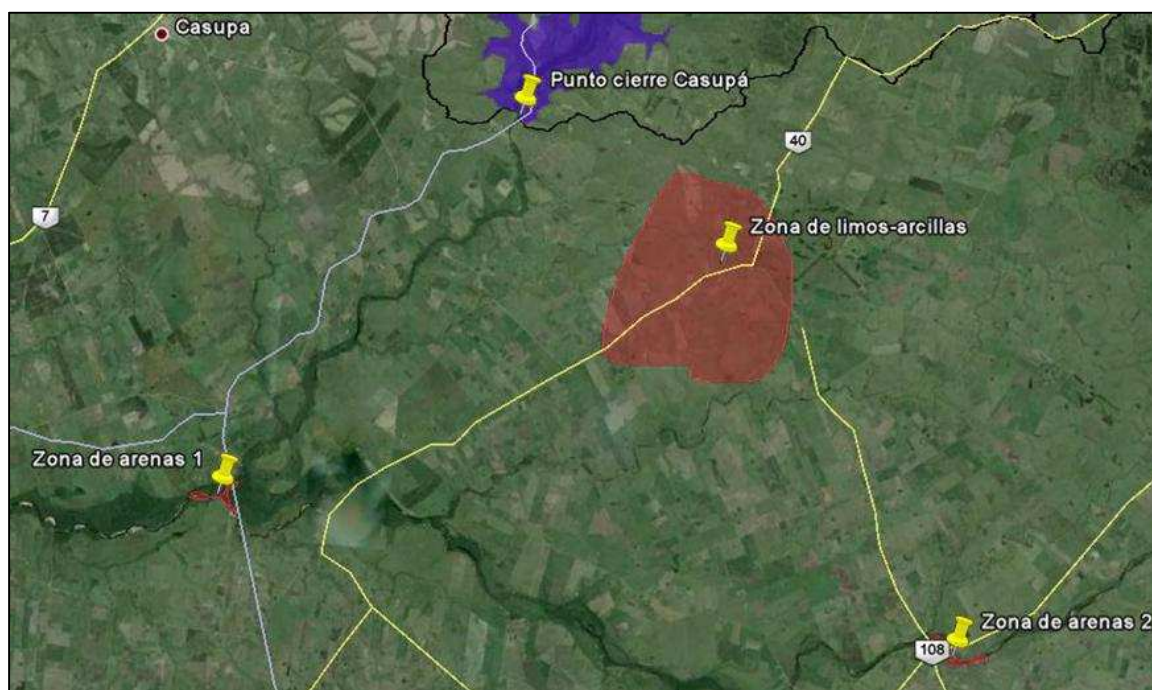 Casupa
Punto cierre Casupá
40
7
Zona de limos-arcillas
Zona de arenas 1
Zona de arenas 2
108